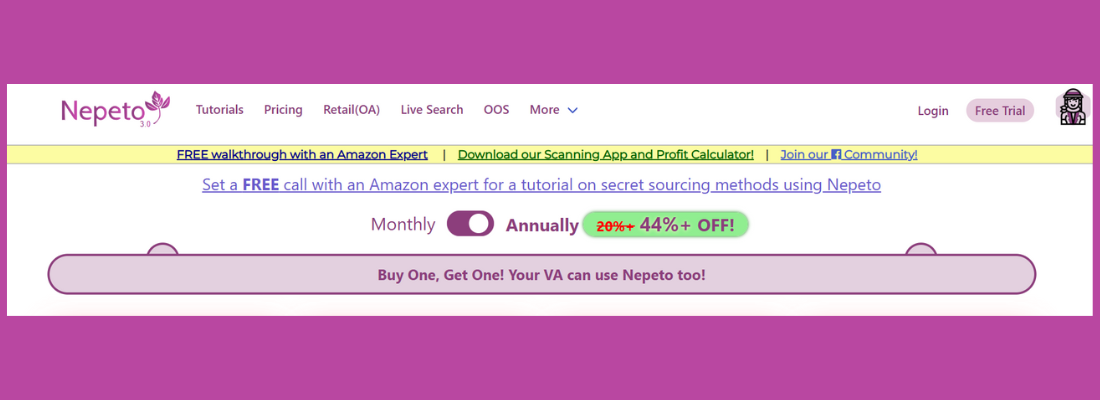 Nepeto 3.0 Tutorials Pricing Retail(OA) Live Search OOS More Login Free Trial
FREE walkthrough with an Amazon Expert | Download our Scanning App and Profit Calculator! | Join our Community!
Set a FREE call with an Amazon expert for a tutorial on secret sourcing methods using Nepeto
Monthly Annually 20%+ 44%+ OFF!
Buy One, Get One! Your VA can use Nepeto too!